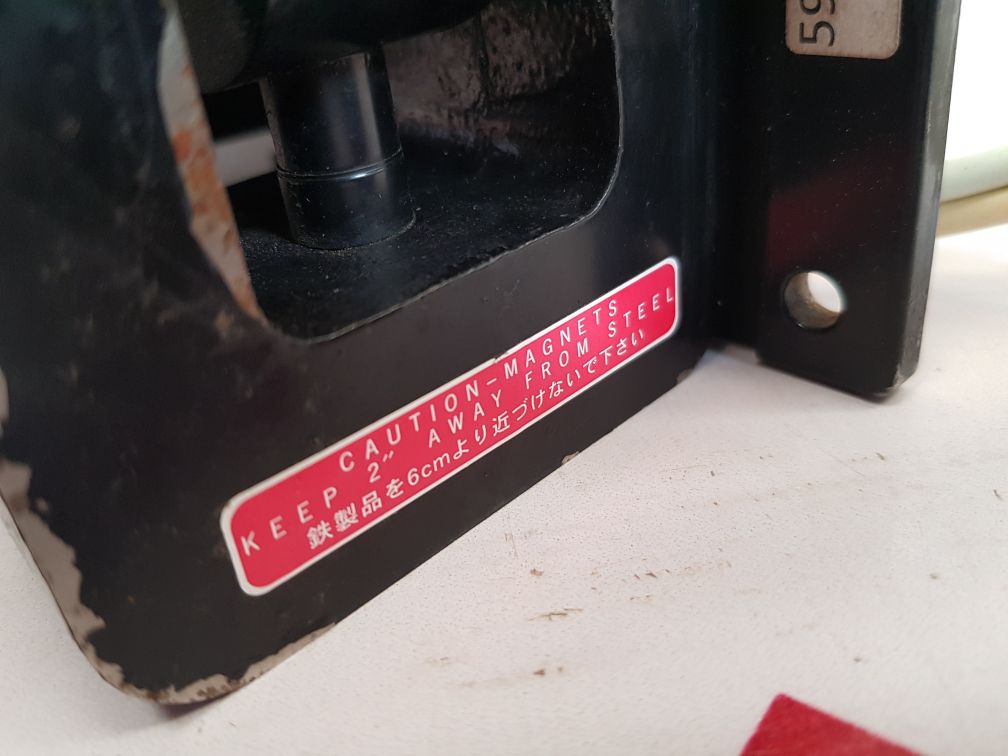 59
CAUTION-MAGNETS
KEEP 2" AWAY FROM STEEL
鉄製品を6cmより近づけないで下さい